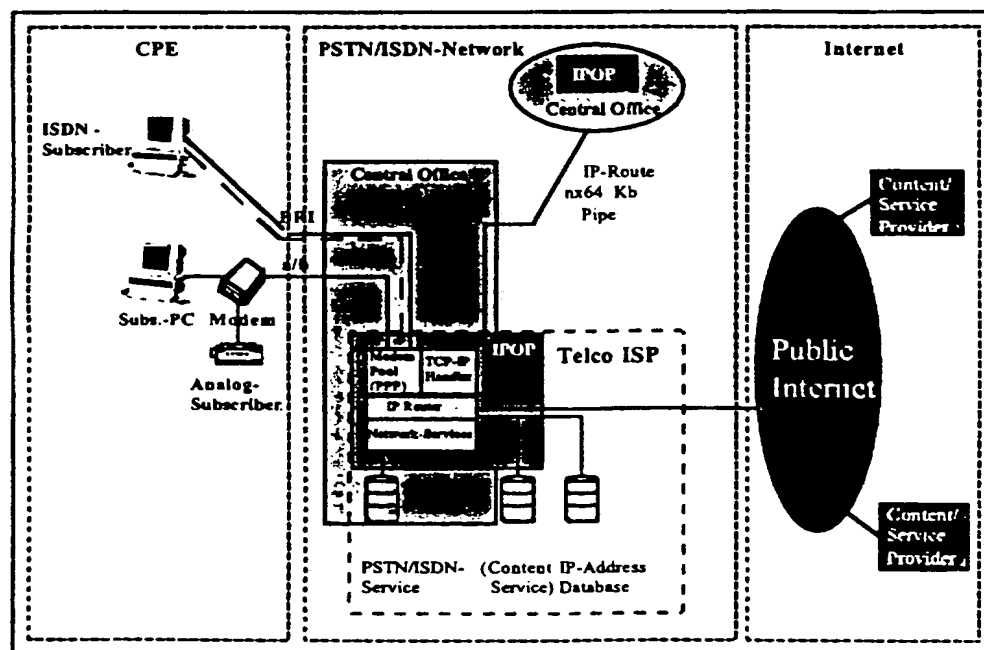 CPE
PSTN/ISDN-Network
Internet
IPOP
Central Office
ISDN -
Subscriber
IP-Route
nx64 Kb
Pipe
Central Office
Content/
Service
Provider
BRI
a/b
Subs.-PC
Modem
Analog-
Subscriber.
Modem
Pool
(PPP)
TCP-IP
Handler
IPOP
Telco ISP
IP Router
Network-Services
Public
Internet
Content/
Service
Provider
PSTN/ISDN- (Content IP-Address
Service Service) Database